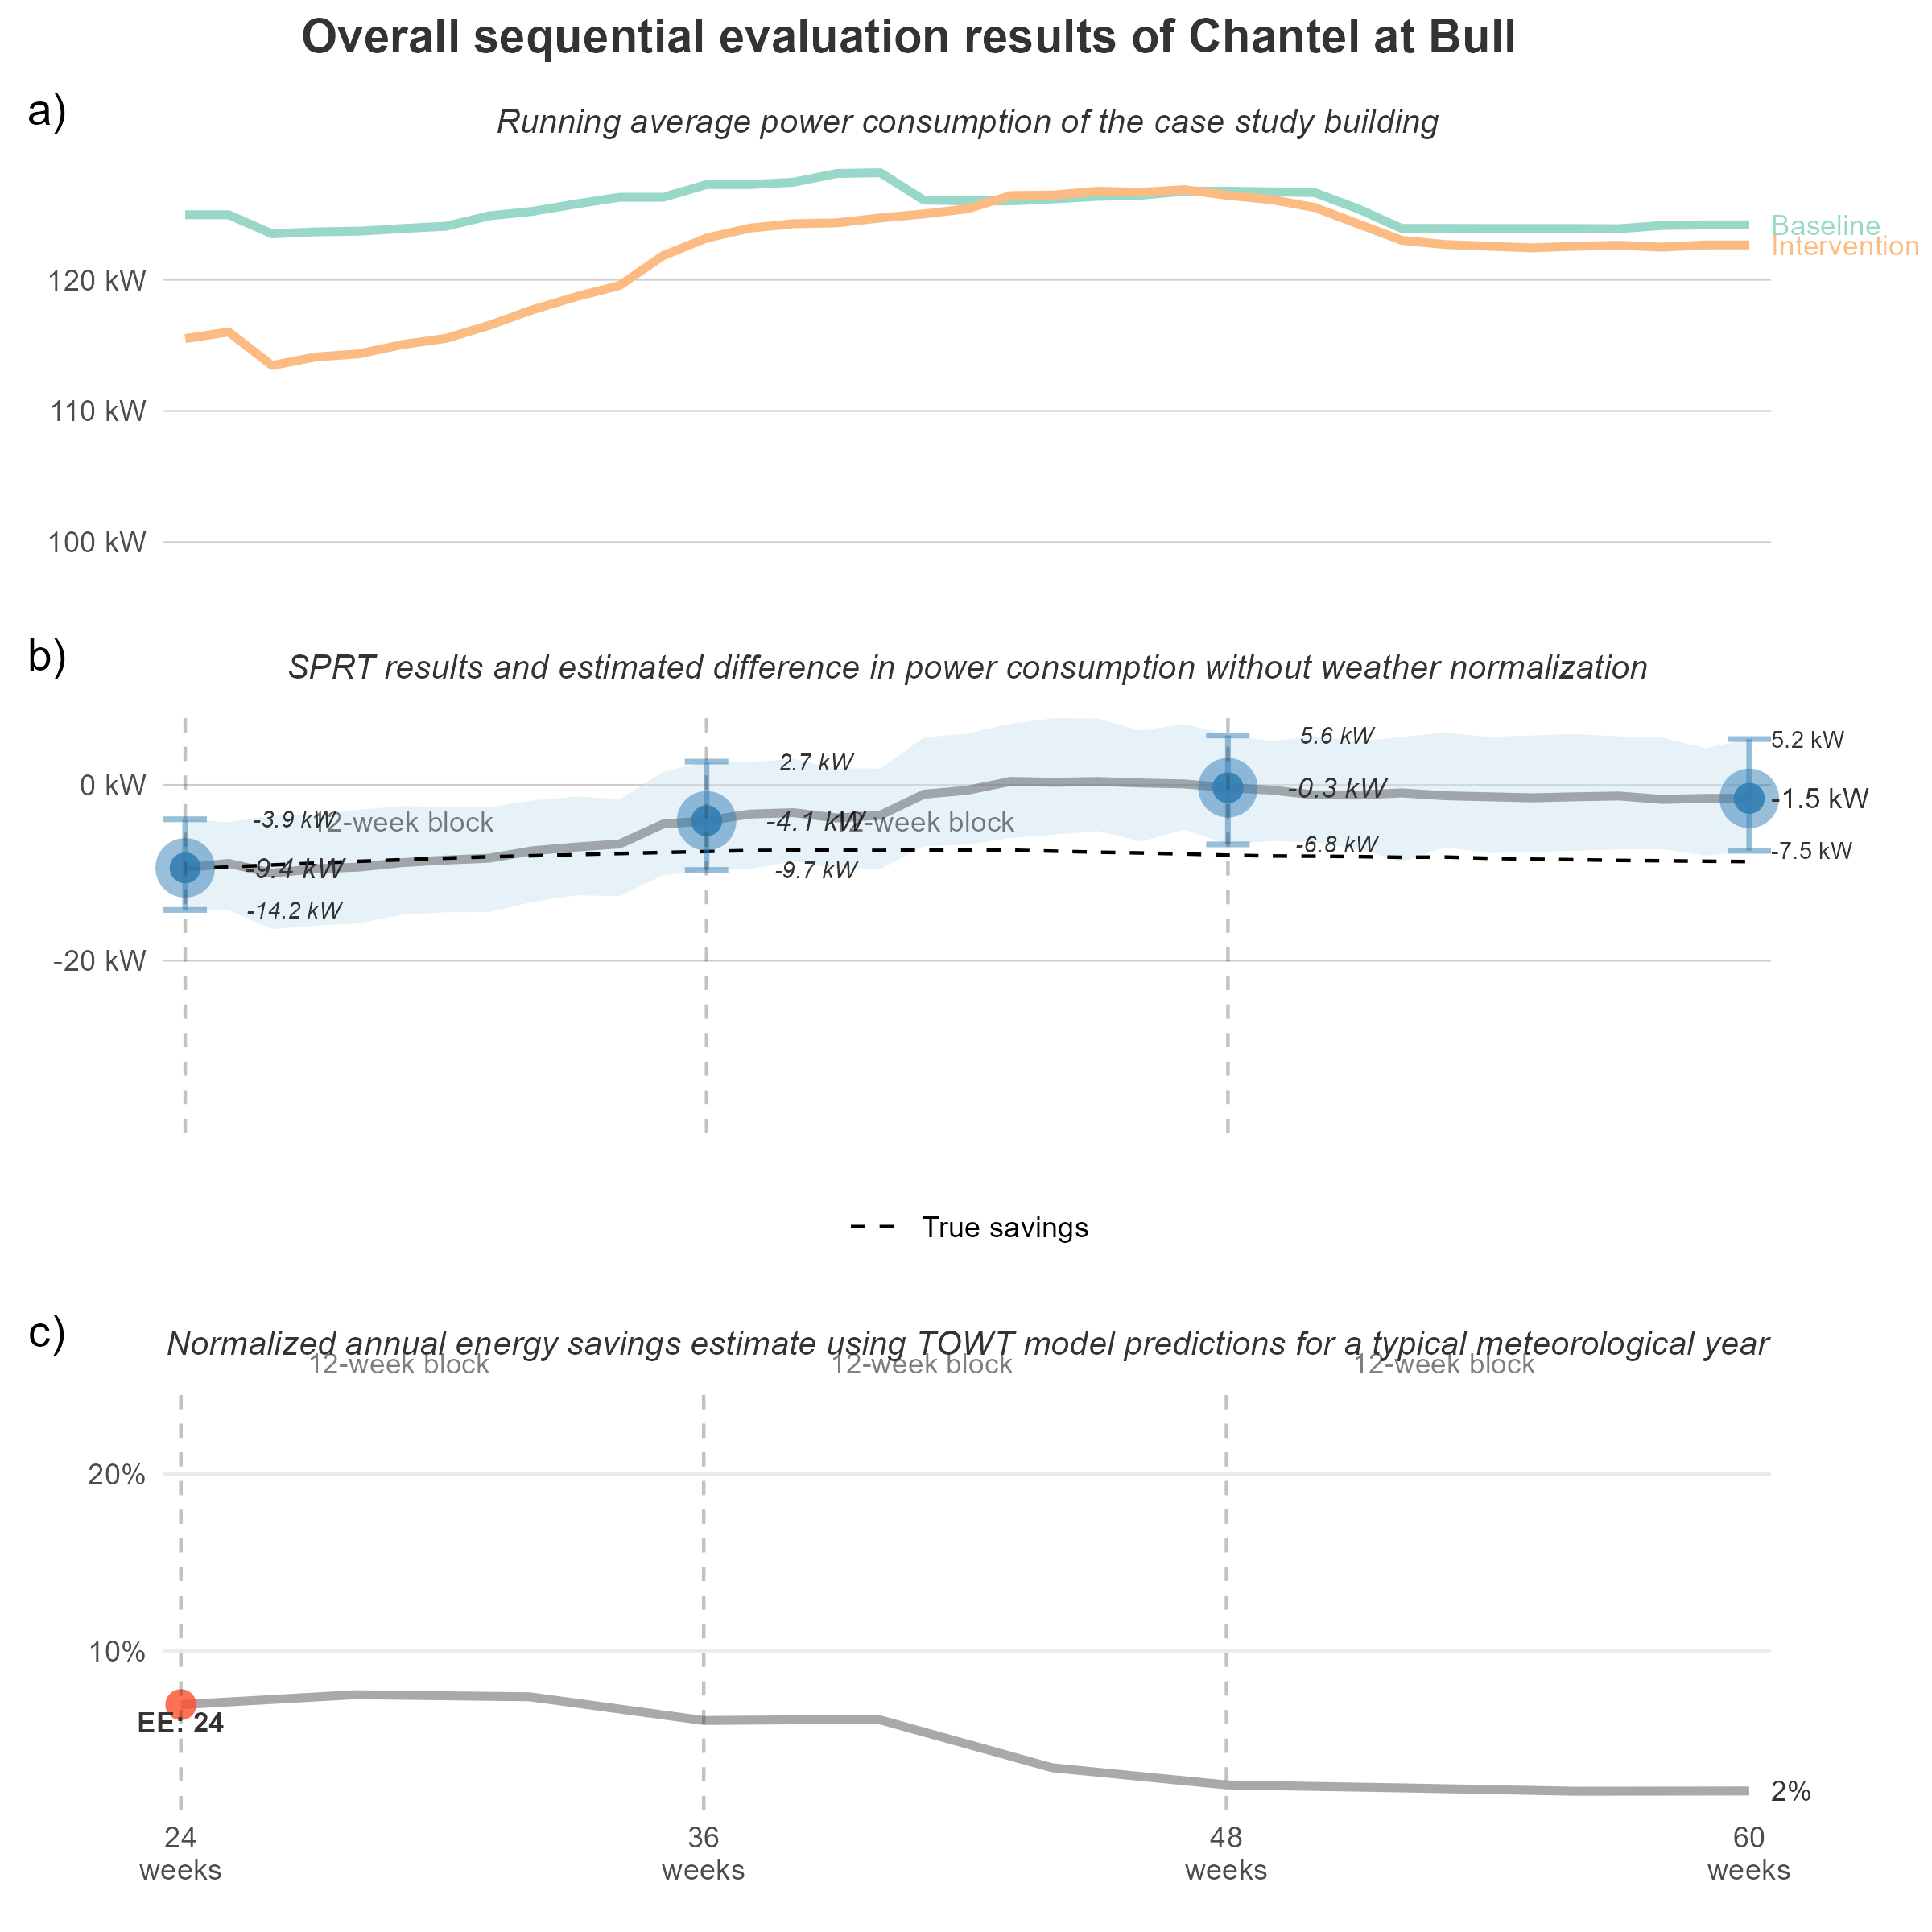 Overall sequential evaluation results of Chantel at Bull
a)
Running average power consumption of the case study building
Baseline
Intervention
120 kW
110 kW
100 kW
b)
SPRT results and estimated difference in power consumption without weather normalization
0 kW
-20 kW
-3.9 kW
-9.4 kW
-14.2 kW
12-week block
2.7 kW
-4.1 kW
-9.7 kW
12-week block
5.6 kW
-0.3 kW
-6.8 kW
5.2 kW
-1.5 kW
-7.5 kW
True savings
c)
Normalized annual energy savings estimate using TOWT model predictions for a typical meteorological year
12-week block
12-week block
12-week block
20%
10%
EE: 24
2%
24
weeks
36
weeks
48
weeks
60
weeks